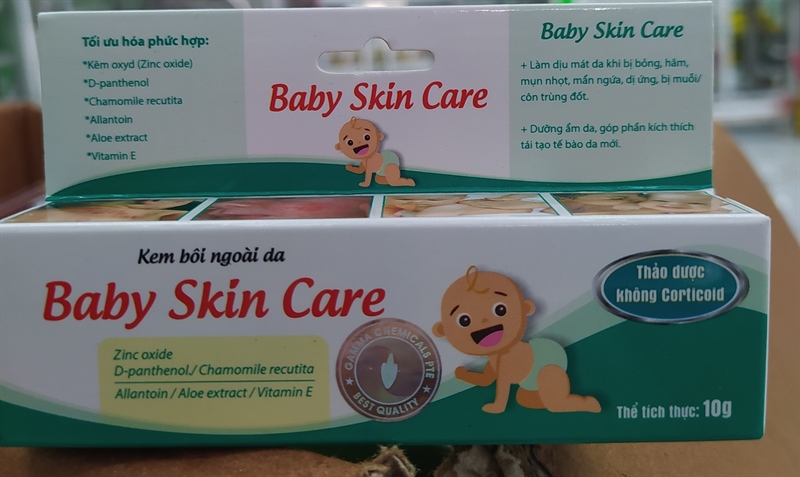 Tối ưu hóa phức hợp:
*Kẽm oxyd (Zinc oxide)
*D-panthenol
*Chamomile recutita
*Allantoin
*Aloe extract
*Vitamin E
Baby Skin Care
Baby Skin Care
+ Làm dịu mát da khi bị bỏng, hăm,
mụn nhọt, mẩn ngứa, dị ứng, bị muỗi/
côn trùng đốt.
+ Dưỡng ẩm da, góp phần kích thích
tái tạo tế bào da mới.
Kem bôi ngoài da
Baby Skin Care
Zinc oxide
D-panthenol./ Chamomile recutita
Allantoin / Aloe extract / Vitamin E
GAMMA CHEMICALS PTE
BEST QUALITY
Thảo dược
không Corticoid
Thể tích thực: 10g